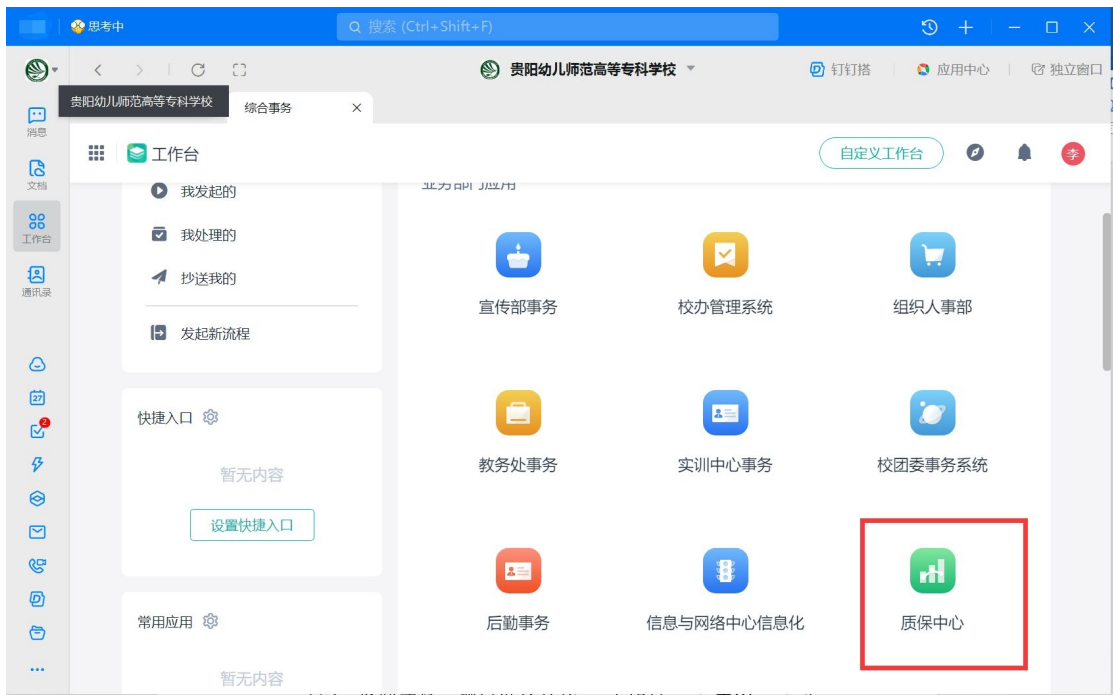 思考中
搜索 (Ctrl+Shift+F)
贵阳幼儿师范高等专科学校
钉钉搭
应用中心
独立窗口
贵阳幼儿师范高等专科学校
综合事务
消息
文档
工作台
通讯录
27
2
工作台
自定义工作台
李
我发起的
我处理的
抄送我的
发起新流程
快捷入口
暂无内容
设置快捷入口
常用应用
暂无内容
业务部门应用
宣传部事务
校办管理系统
组织人事部
教务处事务
实训中心事务
校团委事务系统
后勤事务
信息与网络中心信息化
质保中心